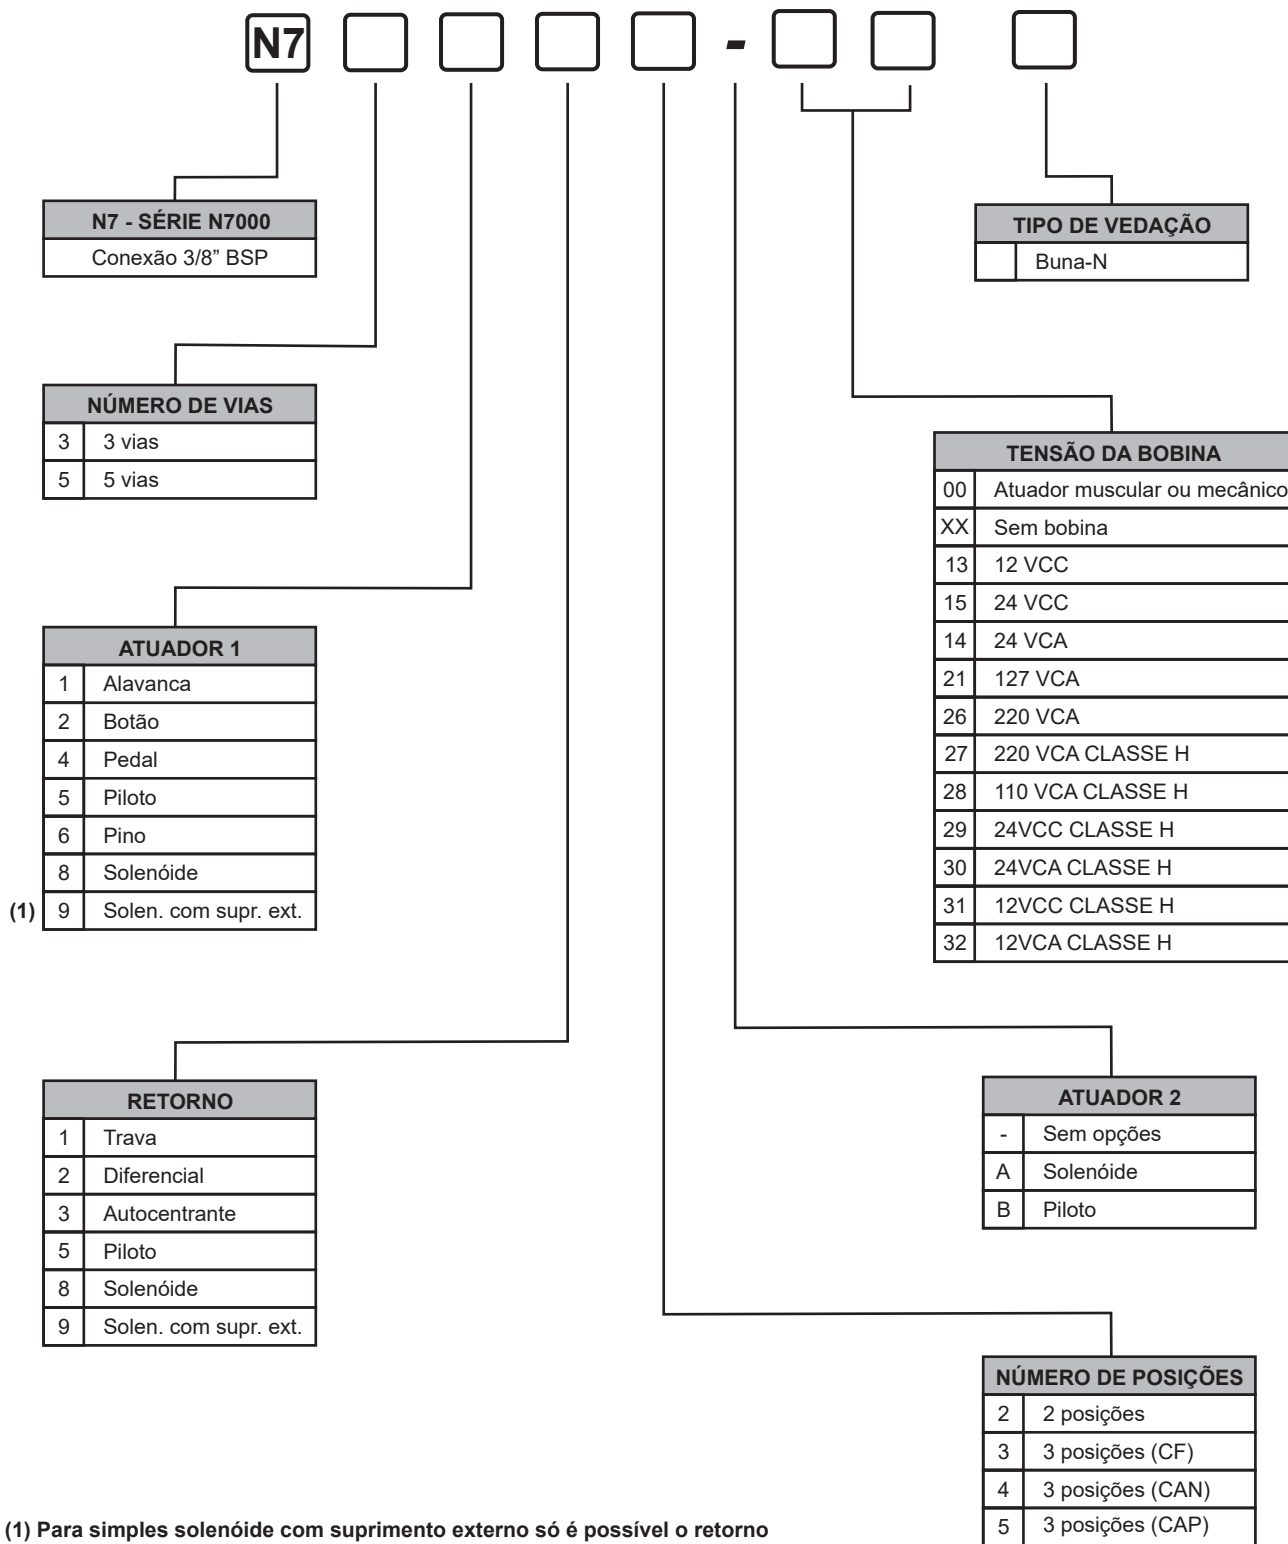 N7 -
N7 - SÉRIE N7000
Conexão 3/8” BSP
NÚMERO DE VIAS
3 3 vias
5 5 vias
ATUADOR 1
1 Alavanca
2 Botão
4 Pedal
5 Piloto
6 Pino
8 Solenóide
(1) 9 Solen. com supr. ext.
RETORNO
1 Trava
2 Diferencial
3 Autocentrante
5 Piloto
8 Solenóide
9 Solen. com supr. ext.
TIPO DE VEDAÇÃO
Buna-N
TENSÃO DA BOBINA
00 Atuador muscular ou mecânico
XX Sem bobina
13 12 VCC
15 24 VCC
14 24 VCA
21 127 VCA
26 220 VCA
27 220 VCA CLASSE H
28 110 VCA CLASSE H
29 24VCC CLASSE H
30 24VCA CLASSE H
31 12VCC CLASSE H
32 12VCA CLASSE H
ATUADOR 2
- Sem opções
A Solenóide
B Piloto
NÚMERO DE POSIÇÕES
2 2 posições
3 3 posições (CF)
4 3 posições (CAN)
5 3 posições (CAP)
(1) Para simples solenóide com suprimento externo só é possível o retorno